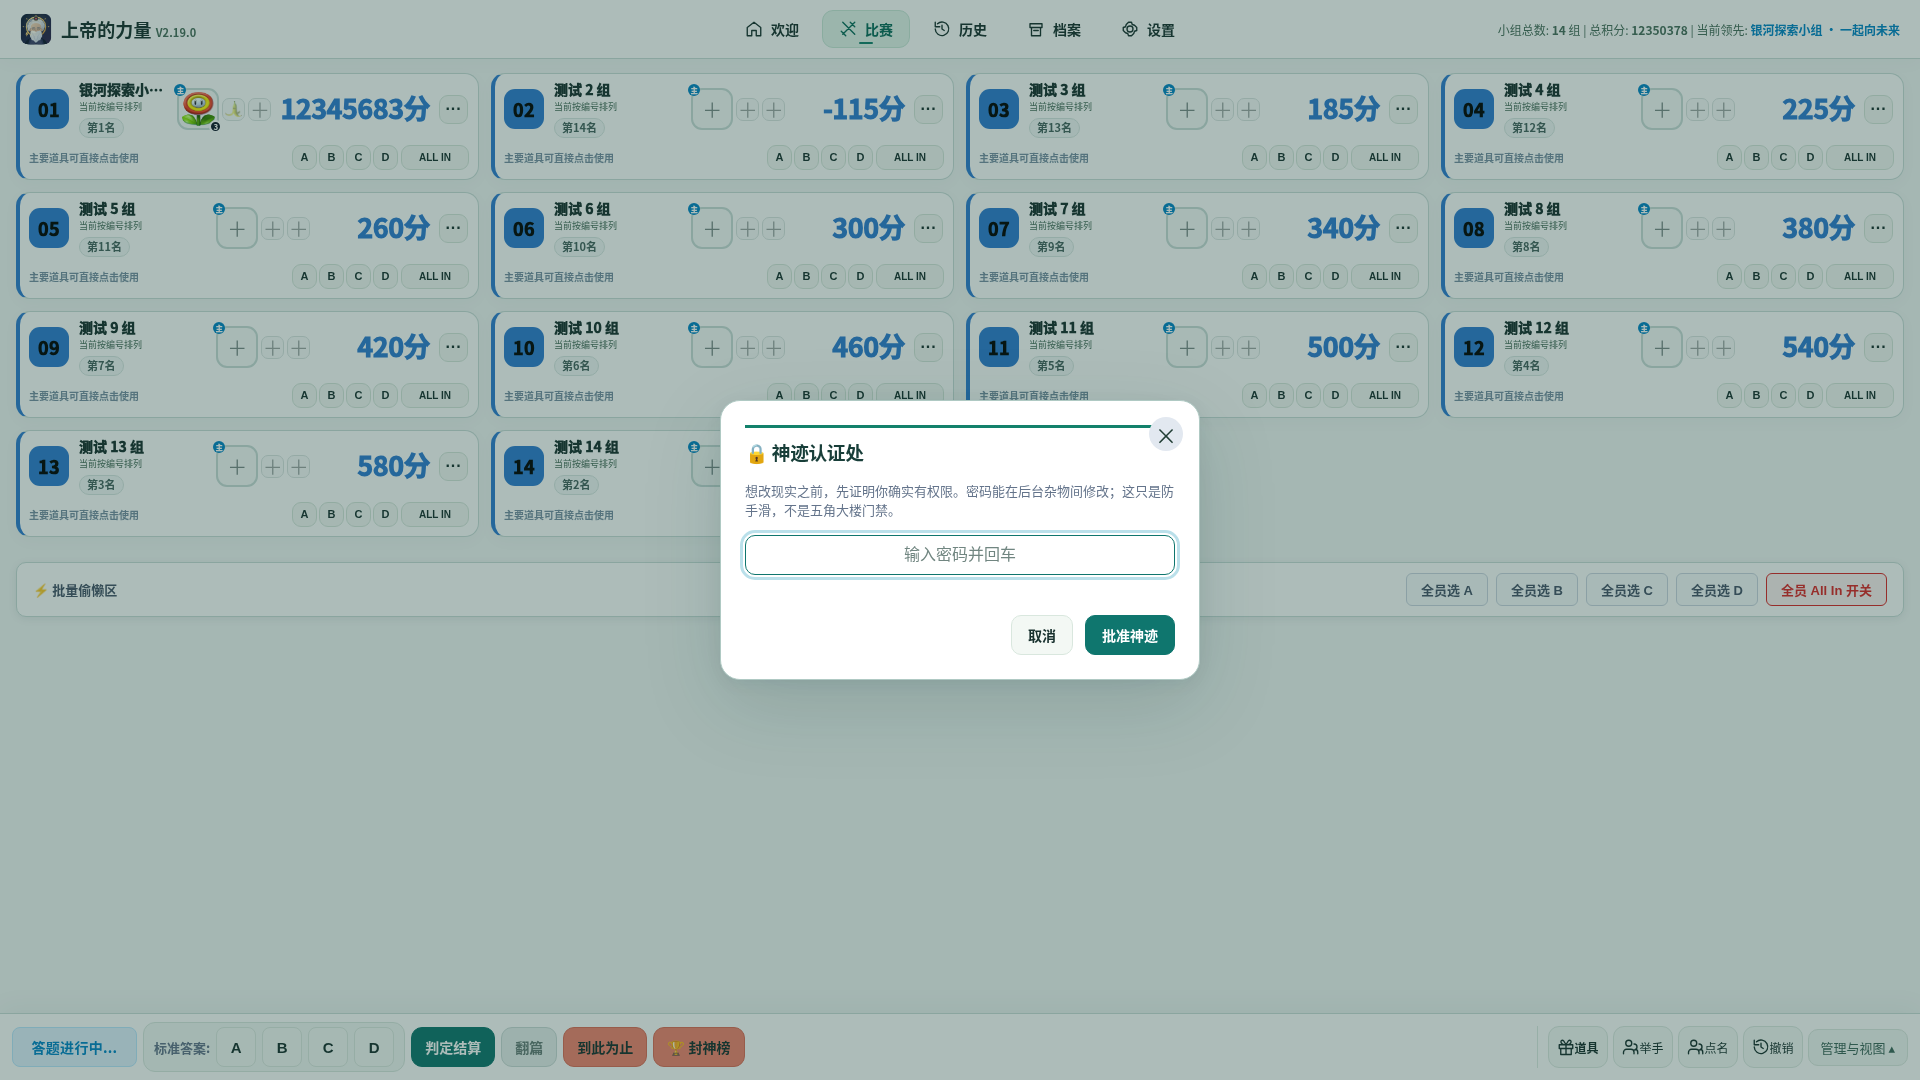 上帝的力量 V2.19.0
欢迎
比赛
历史
档案
设置
小组总数: 14 组 | 总积分: 12350378 | 当前领先: 银河探索小组 · 一起向未来
01
银河探索小···
当前按编号排列
第1名
主
3
12345683分
···
主要道具可直接点击使用
A B C D ALL IN
02
测试 2 组
当前按编号排列
第14名
主
-115分
···
主要道具可直接点击使用
A B C D ALL IN
03
测试 3 组
当前按编号排列
第13名
主
185分
···
主要道具可直接点击使用
A B C D ALL IN
04
测试 4 组
当前按编号排列
第12名
主
225分
···
主要道具可直接点击使用
A B C D ALL IN
05
测试 5 组
当前按编号排列
第11名
主
260分
···
主要道具可直接点击使用
A B C D ALL IN
06
测试 6 组
当前按编号排列
第10名
主
300分
···
主要道具可直接点击使用
A B C D ALL IN
07
测试 7 组
当前按编号排列
第9名
主
340分
···
主要道具可直接点击使用
A B C D ALL IN
08
测试 8 组
当前按编号排列
第8名
主
380分
···
主要道具可直接点击使用
A B C D ALL IN
09
测试 9 组
当前按编号排列
第7名
主
420分
···
主要道具可直接点击使用
A B C D ALL IN
10
测试 10 组
当前按编号排列
第6名
主
460分
···
主要道具可直接点击使用
A B C D ALL IN
11
测试 11 组
当前按编号排列
第5名
主
500分
···
主要道具可直接点击使用
A B C D ALL IN
12
测试 12 组
当前按编号排列
第4名
主
540分
···
主要道具可直接点击使用
A B C D ALL IN
13
测试 13 组
当前按编号排列
第3名
主
580分
···
主要道具可直接点击使用
A B C D ALL IN
14
测试 14 组
当前按编号排列
第2名
主
主要道具可直接点击使用
🔒 神迹认证处
想改现实之前，先证明你确实有权限。密码能在后台杂物间修改；这只是防
手滑，不是五角大楼门禁。
输入密码并回车
取消
批准神迹
⚡ 批量偷懒区
全员选 A
全员选 B
全员选 C
全员选 D
全员 All In 开关
答题进行中...
标准答案: A B C D
判定结算
翻篇
到此为止
🏆 封神榜
道具
举手
点名
撤销
管理与视图 ▴